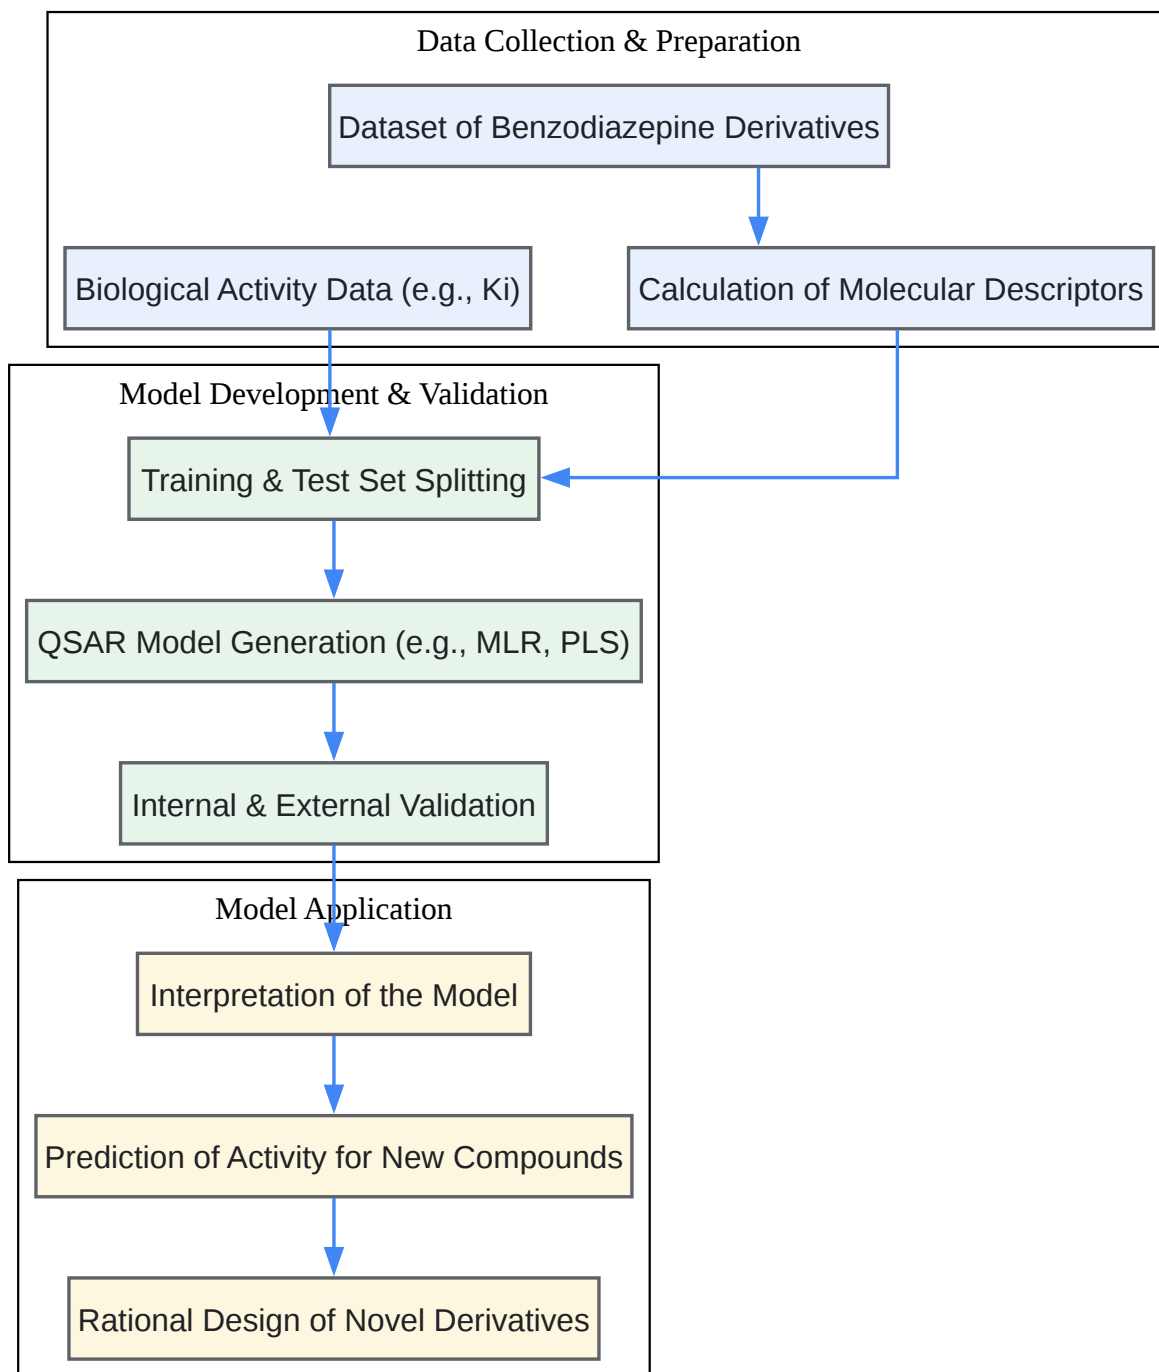 Data Collection & Preparation
Dataset of Benzodiazepine Derivatives
Biological Activity Data (e.g., Ki)
Calculation of Molecular Descriptors
Model Development & Validation
Training & Test Set Splitting
QSAR Model Generation (e.g., MLR, PLS)
Internal & External Validation
Model Application
Interpretation of the Model
Prediction of Activity for New Compounds
Rational Design of Novel Derivatives